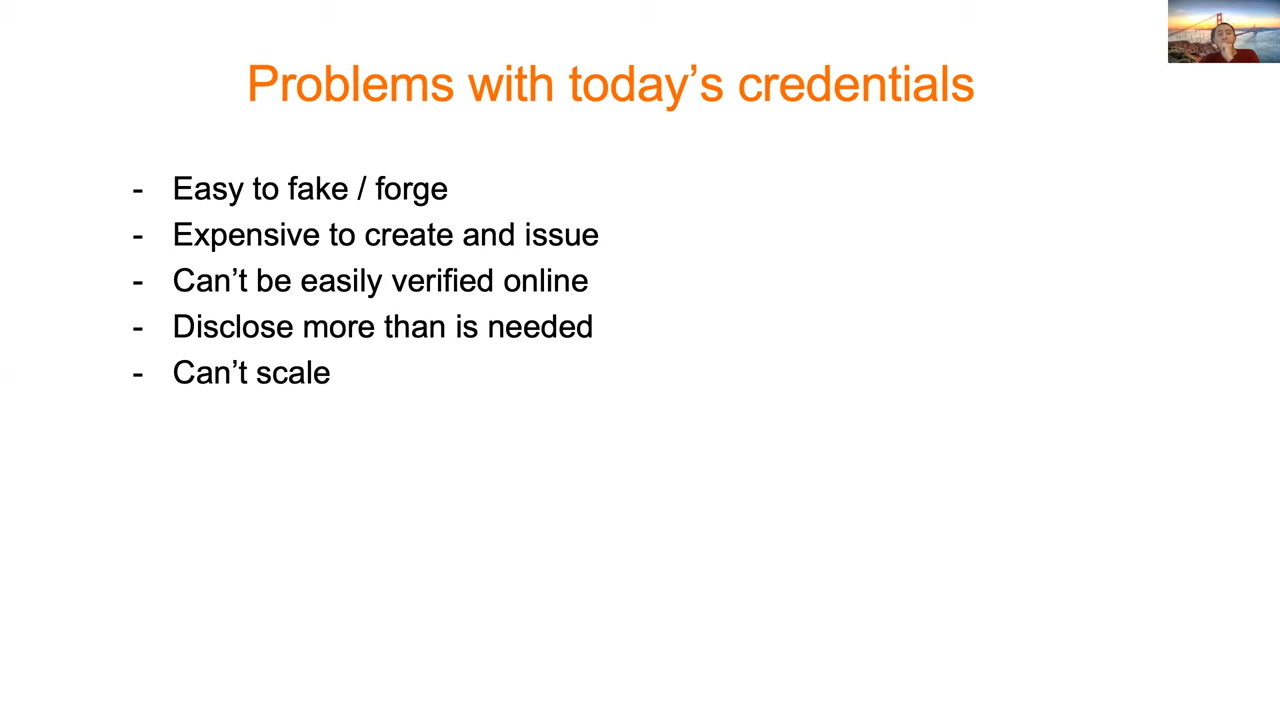 Problems with today’s credentials
- Easy to fake / forge
- Expensive to create and issue
- Can’t be easily verified online
- Disclose more than is needed
- Can’t scale